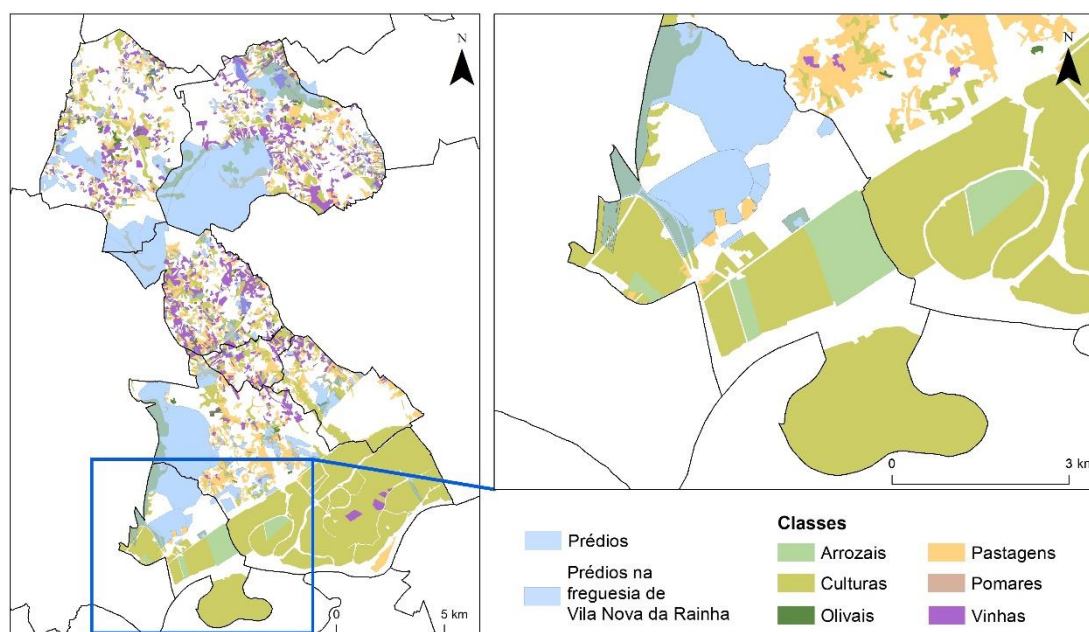 N
0 5 km
N
0 3 km
Prédios
Prédios na
freguesia de
Vila Nova da Rainha
Classes
Arrozais
Culturas
Olivais
Pastagens
Pomares
Vinhas